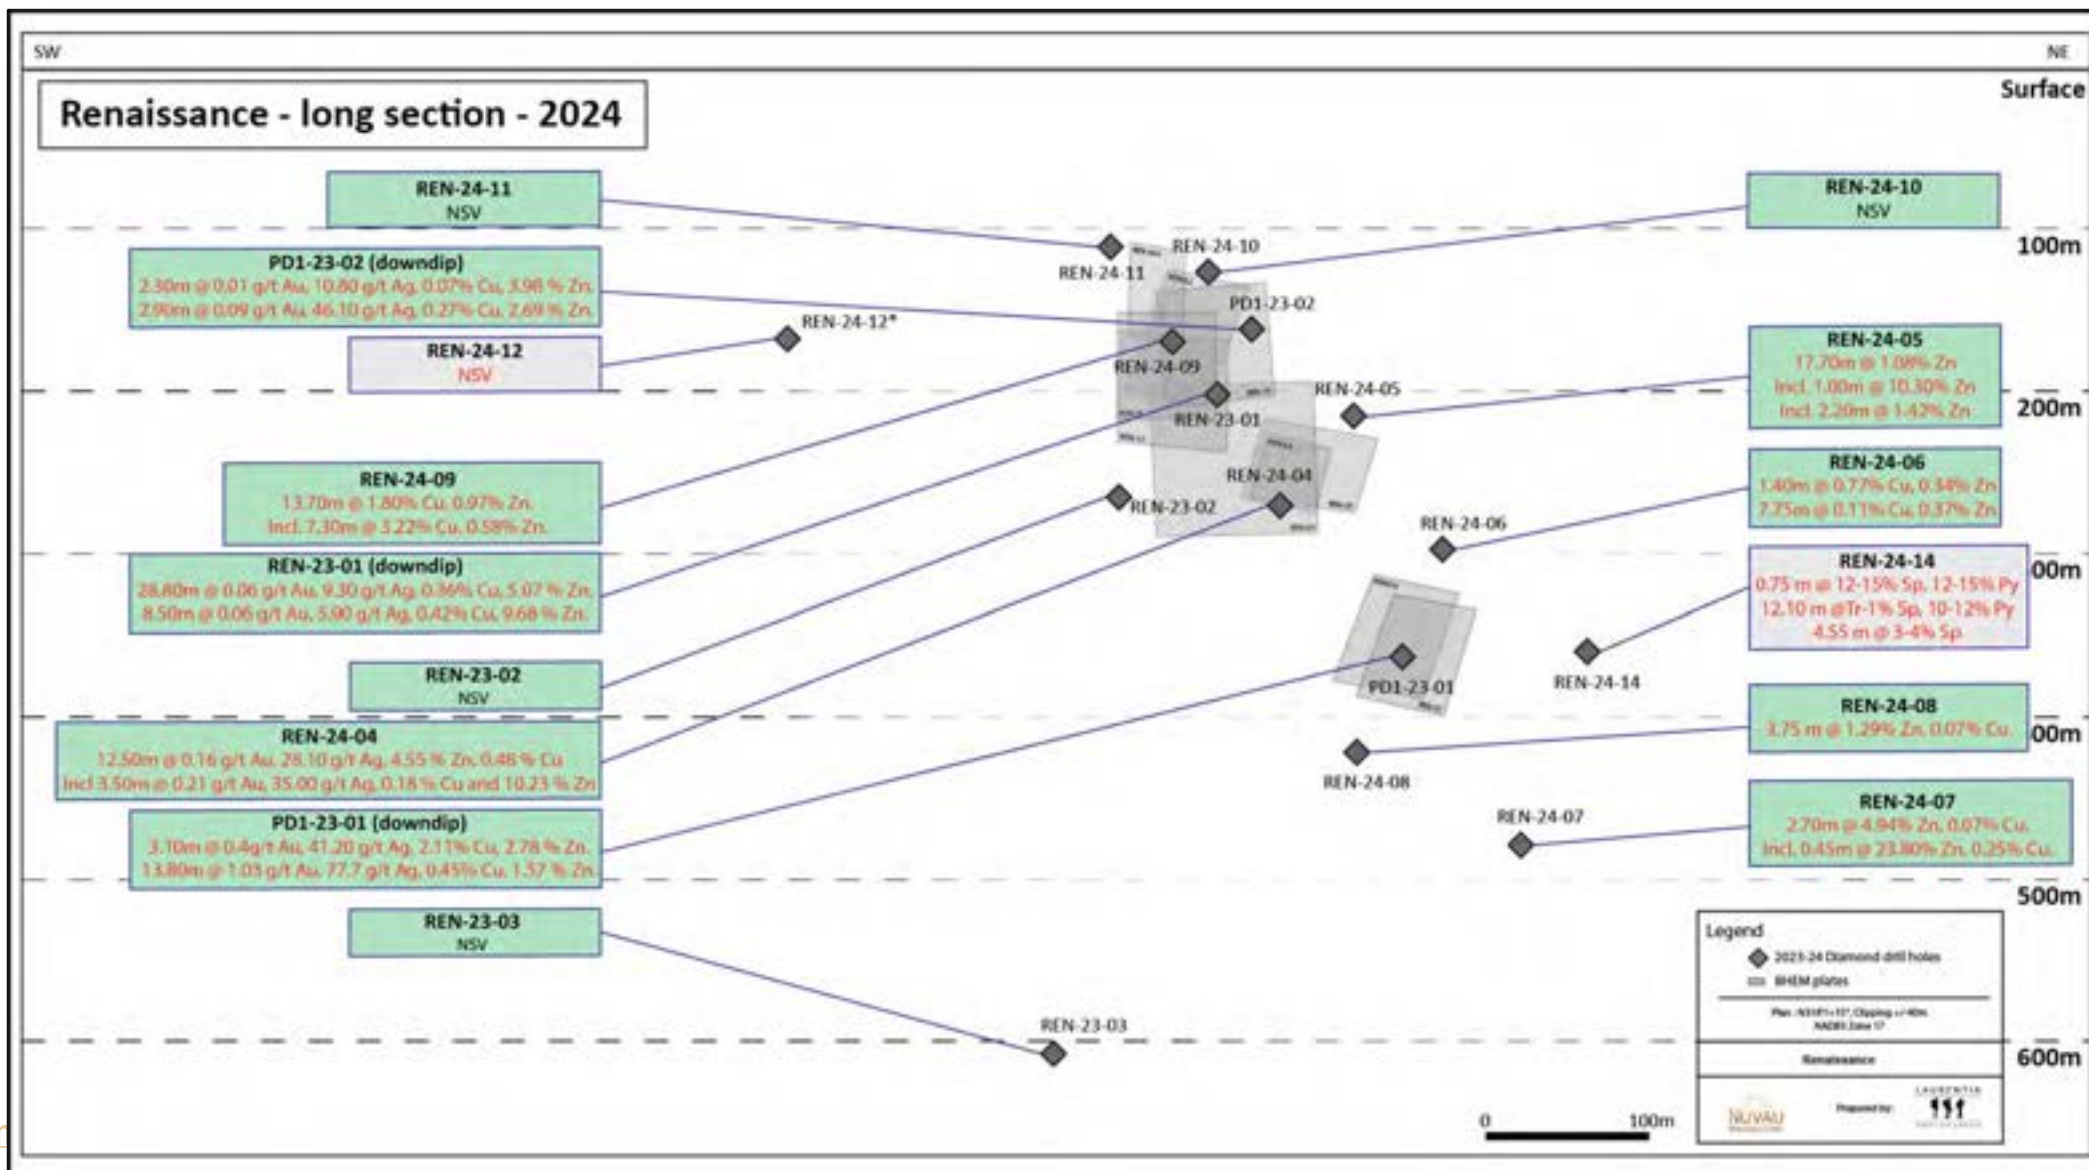 SW
NE
Surface
Renaissance - long section - 2024
REN-24-11
NSV
PD1-23-02 (downdip)
2.30m @ 0.01 g/t Au, 10.80 g/t Ag, 0.07% Cu, 3.98 % Zn.
2.90m @ 0.09 g/t Au, 46.10 g/t Ag, 0.27% Cu, 2.69 % Zn.
REN-24-12
NSV
REN-24-09
13.70m @ 1.80% Cu, 0.97% Zn.
Incl. 7.30m @ 3.22% Cu, 0.58% Zn.
REN-23-01 (downdip)
28.80m @ 0.06 g/t Au, 9.30 g/t Ag, 0.36% Cu, 5.07 % Zn.
8.50m @ 0.06 g/t Au, 5.90 g/t Ag, 0.42% Cu, 9.68 % Zn.
REN-23-02
NSV
REN-24-04
12.50m @ 0.16 g/t Au, 28.10 g/t Ag, 4.55 % Zn, 0.48 % Cu
Incl 3.50m @ 0.21 g/t Au, 35.00 g/t Ag, 0.18 % Cu and 10.23 % Zn
PD1-23-01 (downdip)
3.10m @ 0.4g/t Au, 41.20 g/t Ag, 2.11% Cu, 2.78 % Zn.
13.80m @ 1.03 g/t Au, 77.7 g/t Ag, 0.45% Cu, 1.57 % Zn
REN-23-03
NSV
REN-24-11
REN-24-10
PD1-23-02
REN-24-12*
REN-24-09
REN-23-01
REN-24-05
REN-24-04
REN-23-02
REN-24-06
PD1-23-01
REN-24-14
REN-24-08
REN-24-07
REN-23-03
REN-24-10
NSV
100m
REN-24-05
17.70m @ 1.08% Zn
Incl. 1.00m @ 10.30% Zn
Incl. 2.20m @ 1.42% Zn
200m
REN-24-06
1.40m @ 0.77% Cu, 0.34% Zn
7.75m @ 0.11% Cu, 0.37% Zn
00m
REN-24-14
0.75 m @ 12-15% Sp, 12-15% Py
12.10 m @Tr-1% Sp, 10-12% Py
4.55 m @ 3-4% Sp
REN-24-08
3.75 m @ 1.29% Zn, 0.07% Cu.
00m
REN-24-07
2.70m @ 4.94% Zn, 0.07% Cu.
Incl. 0.45m @ 23.80% Zn, 0.25% Cu.
500m
600m
0 100m
Legend
2023-24 Diamond drill holes
BHEM plates
NAD83 Zone 17
Renaissance
NUVAU
Prepared by:
LAURENTIA